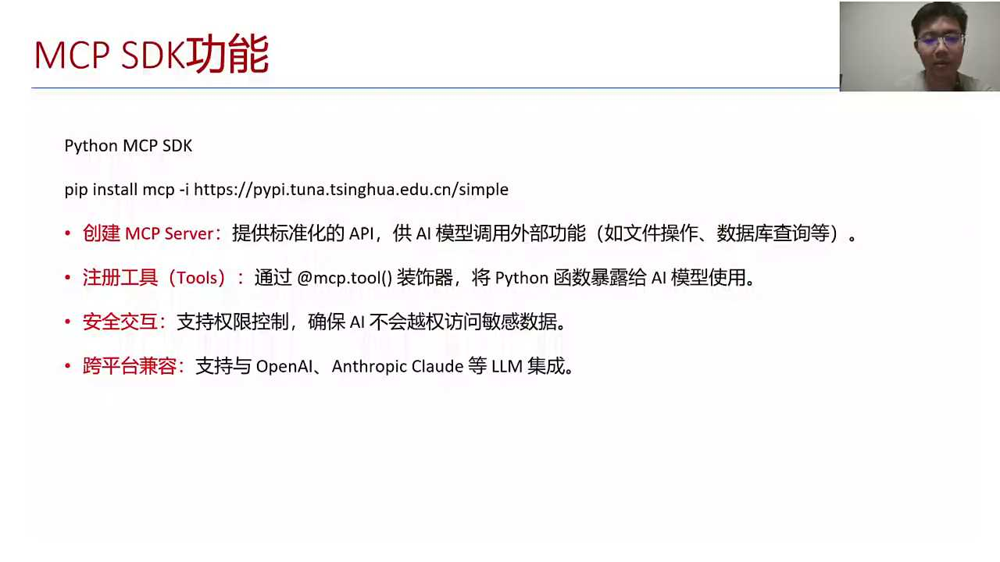 MCP SDK功能
Python MCP SDK
pip install mcp -i https://pypi.tuna.tsinghua.edu.cn/simple
• 创建 MCP Server：提供标准化的 API，供 AI 模型调用外部功能（如文件操作、数据库查询等）。
• 注册工具（Tools）：通过 @mcp.tool() 装饰器，将 Python 函数暴露给 AI 模型使用。
• 安全交互：支持权限控制，确保 AI 不会越权访问敏感数据。
• 跨平台兼容：支持与 OpenAI、Anthropic Claude 等 LLM 集成。